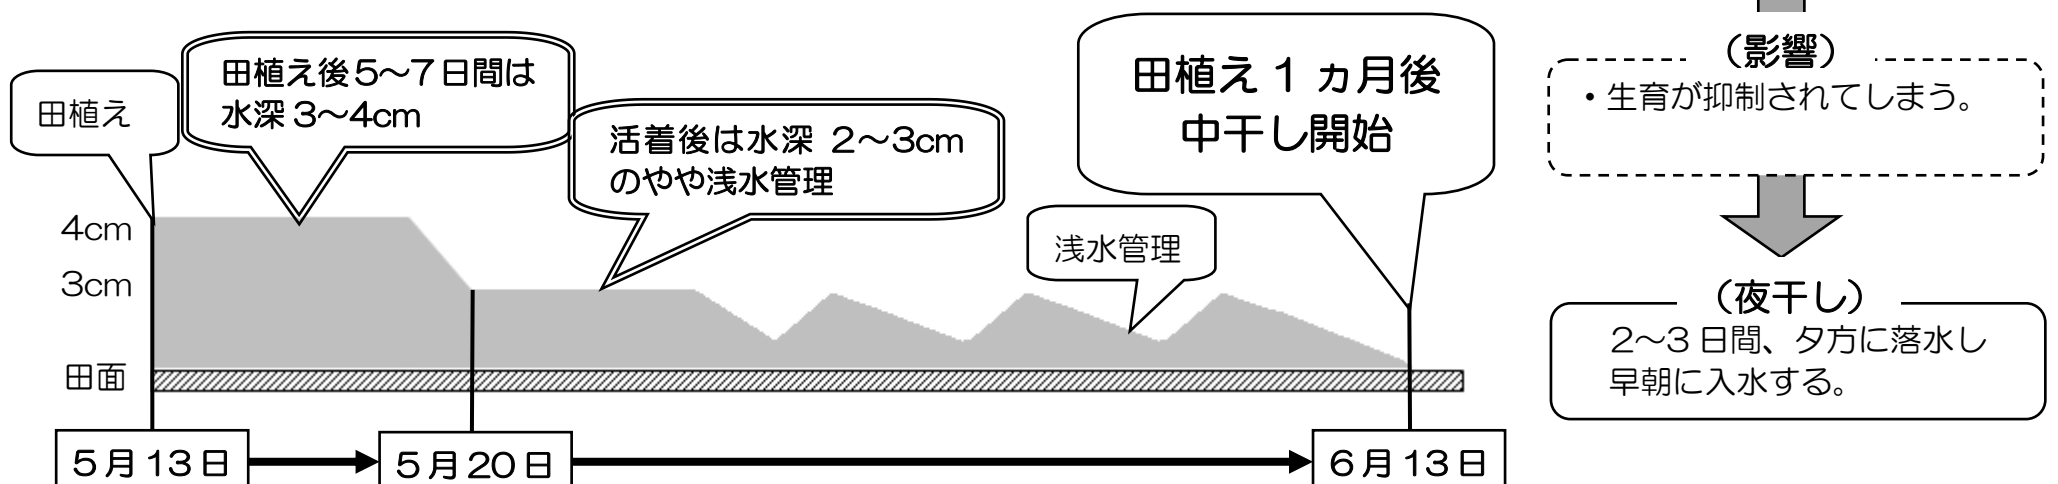 田植え
田植え後5～7日間は
水深3～4cm
活着後は水深 2～3cm
のやや浅水管理
田植え1ヵ月後
中干し開始
浅水管理
4cm
3cm
田面
5月13日
5月20日
6月13日
（影響）
・生育が抑制されてしまう。
（夜干し）
2～3日間、夕方に落水し
早朝に入水する。